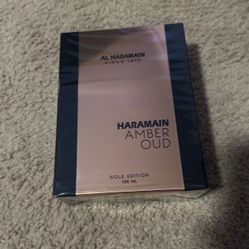 AL HARAMAIN
SINCE 1970
HARAMAIN
AMBER
OUD
GOLD EDITION
120 ML